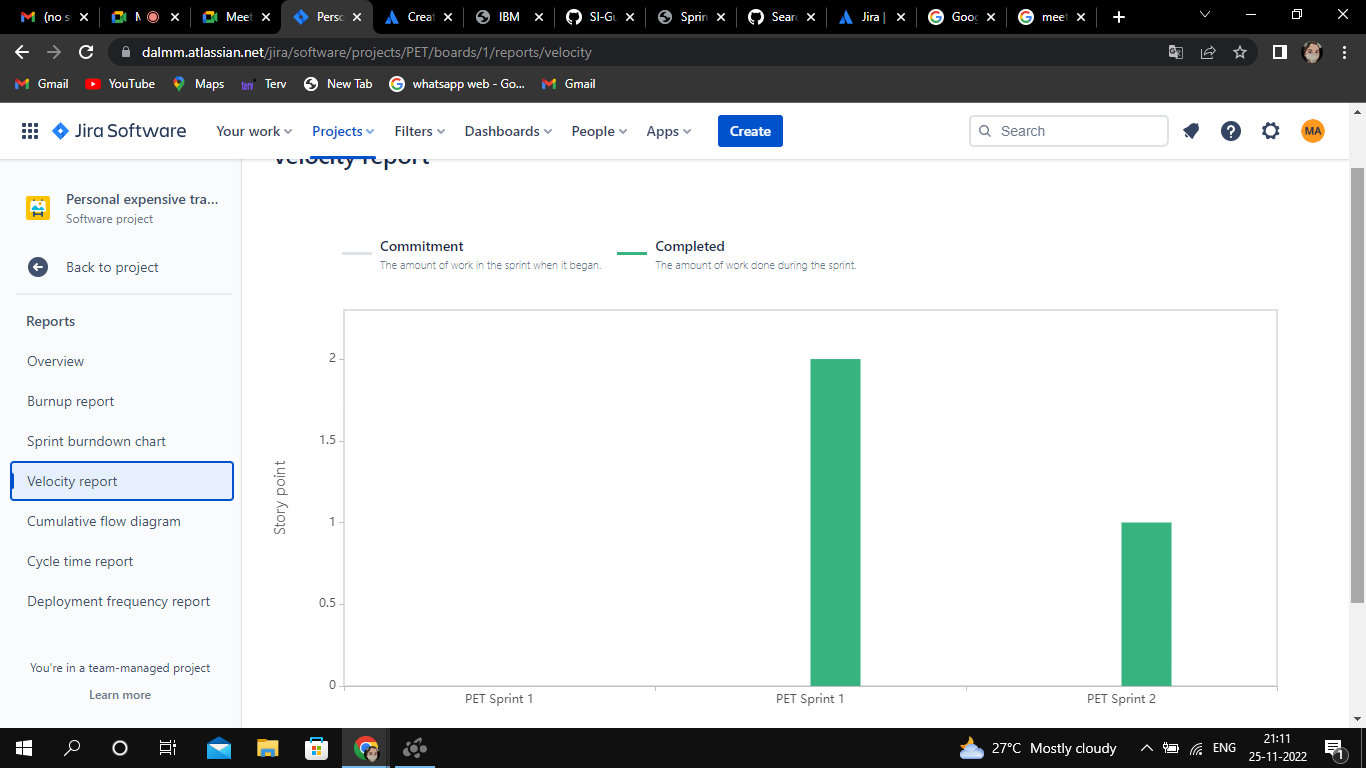 (no s
M
Meet
Perso
Creat
IBM
SI-Gu
Sprin
Searc
Jira |
Goog
meet
dalmm.atlassian.net/jira/software/projects/PET/boards/1/reports/velocity
Gmail YouTube Maps Terv New Tab whatsapp web - Go... Gmail
Jira Software Your work Projects Filters Dashboards People Apps Create Search MA
Velocity report
Personal expensive tra...
Software project
Back to project
Reports
Overview
Burnup report
Sprint burndown chart
Velocity report
Cumulative flow diagram
Cycle time report
Deployment frequency report
You're in a team-managed project
Learn more
Commitment
The amount of work in the sprint when it began.
Completed
The amount of work done during the sprint.
Story point
2
1.5
1
0.5
0
PET Sprint 1 PET Sprint 1 PET Sprint 2
27°C Mostly cloudy ENG
21:11
25-11-2022
1